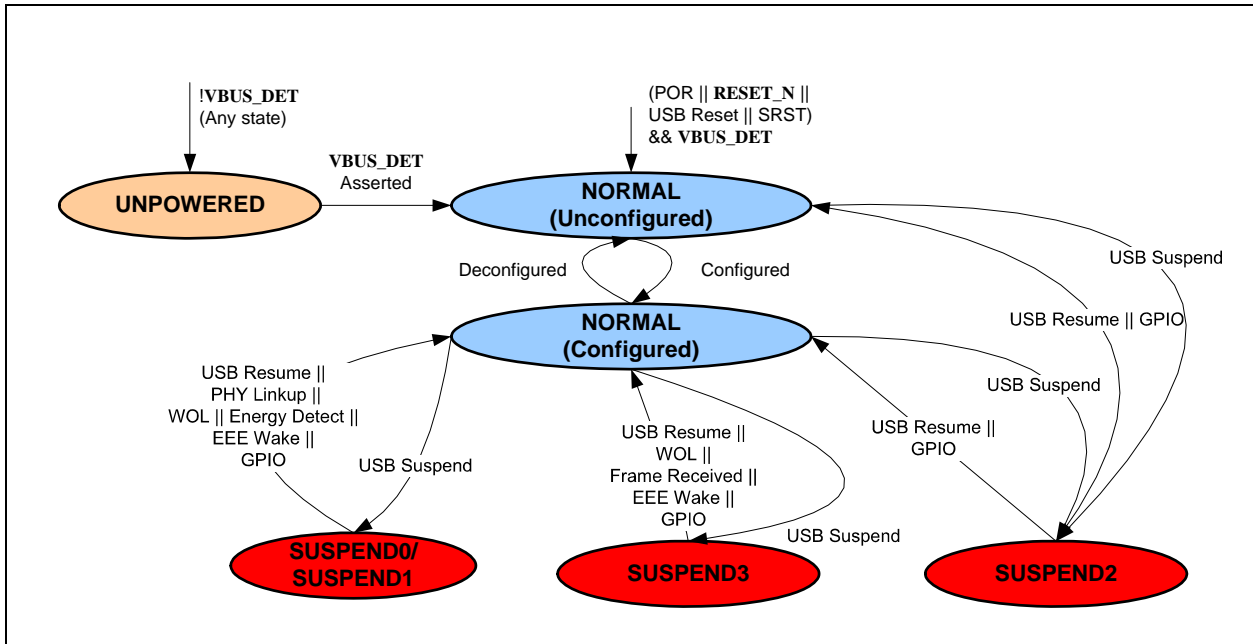 !VBUS_DET
(Any state)
(POR || RESET_N ||
USB Reset || SRST)
&& VBUS_DET
VBUS_DET
Asserted
UNPOWERED
NORMAL
(Unconfigured)
Deconfigured
Configured
USB Suspend
USB Resume || GPIO
NORMAL
(Configured)
USB Resume ||
PHY Linkup ||
WOL || Energy Detect ||
EEE Wake ||
GPIO
USB Suspend
USB Resume ||
WOL ||
Frame Received ||
EEE Wake ||
GPIO
USB Suspend
USB Resume ||
GPIO
USB Suspend
SUSPEND0/
SUSPEND1
SUSPEND3
SUSPEND2